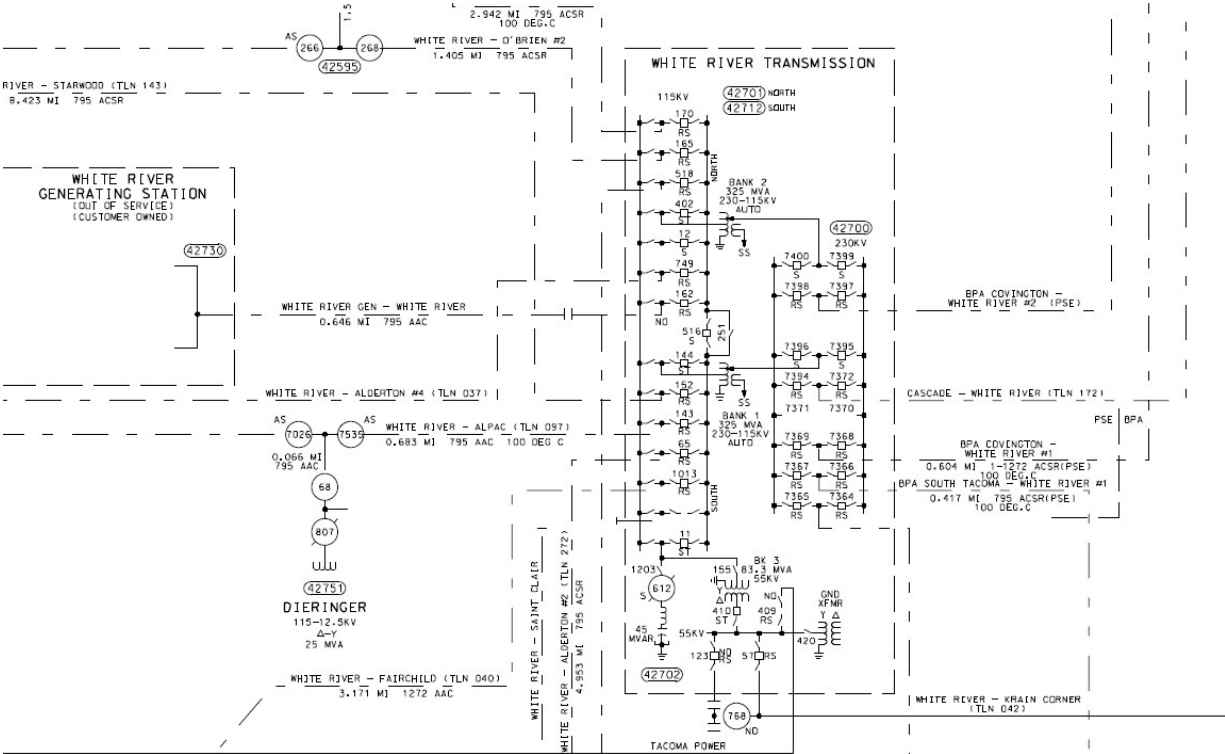 1.5
2.942 MI 795 ACSR
100 DEG.C
AS
266
268
42595
WHITE RIVER - O'BRIEN #2
1.405 MI 795 ACSR
RIVER - STARWOOD (TLN 143)
8.423 MI 795 ACSR
WHITE RIVER
GENERATING STATION
(OUT OF SERVICE)
(CUSTOMER OWNED)
42730
WHITE RIVER GEN - WHITE RIVER
0.646 MI 795 AAC
WHITE RIVER - ALDERTON #4 (TLN 037)
AS
7026
AS
7535
WHITE RIVER - ALPAC (TLN 097)
0.683 MI 795 AAC 100 DEG C
0.066 MI
795 AAC
68
807
42751
DIERINGER
115-12.5KV
Δ-Y
25 MVA
WHITE RIVER - FAIRCHILD (TLN 040)
3.171 MI 1272 AAC
WHITE RIVER - SAINT CLAIR
WHITE RIVER - ALDERTON #2 (TLN 272)
4.953 MI 795 ACSR
WHITE RIVER TRANSMISSION
42701 NORTH
42712 SOUTH
115KV
170
RS
165
RS
518
RS
402
ST
12
S
749
RS
162
RS
NO
NORTH
516
S
251
144
ST
152
RS
143
RS
65
RS
1013
RS
SOUTH
11
ST
BANK 2
325 MVA
230-115KV
AUTO
SS
BANK 1
325 MVA
230-115KV
AUTO
SS
42700
230KV
7400
S
7399
S
7398
RS
7397
RS
7396
S
7395
S
7394
RS
7372
RS
7371
7370
7369
RS
7368
RS
7367
RS
7366
RS
7365
RS
7364
RS
1203
S
612
45
MVAR
42702
155
BK 3
83.3 MVA
55KV
Y
Δ
410
ST
NO
409
RS
GND
XFMR
Y Δ
420
55KV
123
NO
RS
57
RS
768
NO
TACOMA POWER
BPA COVINGTON -
WHITE RIVER #2 (PSE)
CASCADE - WHITE RIVER (TLN 172)
PSE
BPA
BPA COVINGTON -
WHITE RIVER #1
0.604 MI 1-1272 ACSR(PSE)
100 DEG.C
BPA SOUTH TACOMA - WHITE RIVER #1
0.417 MI 795 ACSR(PSE)
100 DEG.C
WHITE RIVER - KRAIN CORNER
(TLN 042)